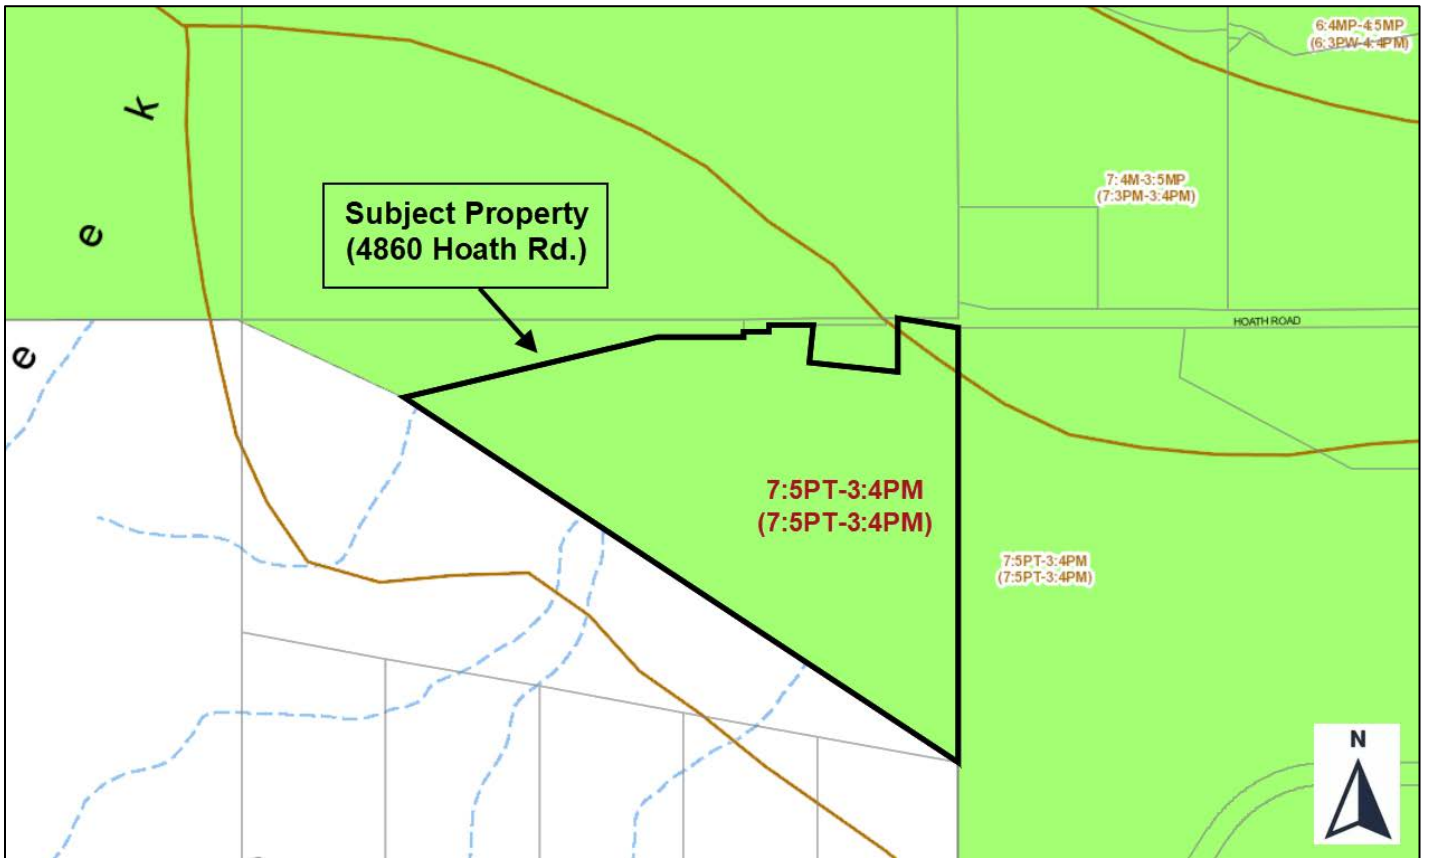 6:4MP-4:5MP
(6:3PW-4:4PM)
k
7:4M-3:5MP
(7:3PM-3:4PM)
Subject Property
(4860 Hoath Rd.)
e
HOATH ROAD
e
7:5PT-3:4PM
(7:5PT-3:4PM)
7:5PT-3:4PM
(7:5PT-3:4PM)
N